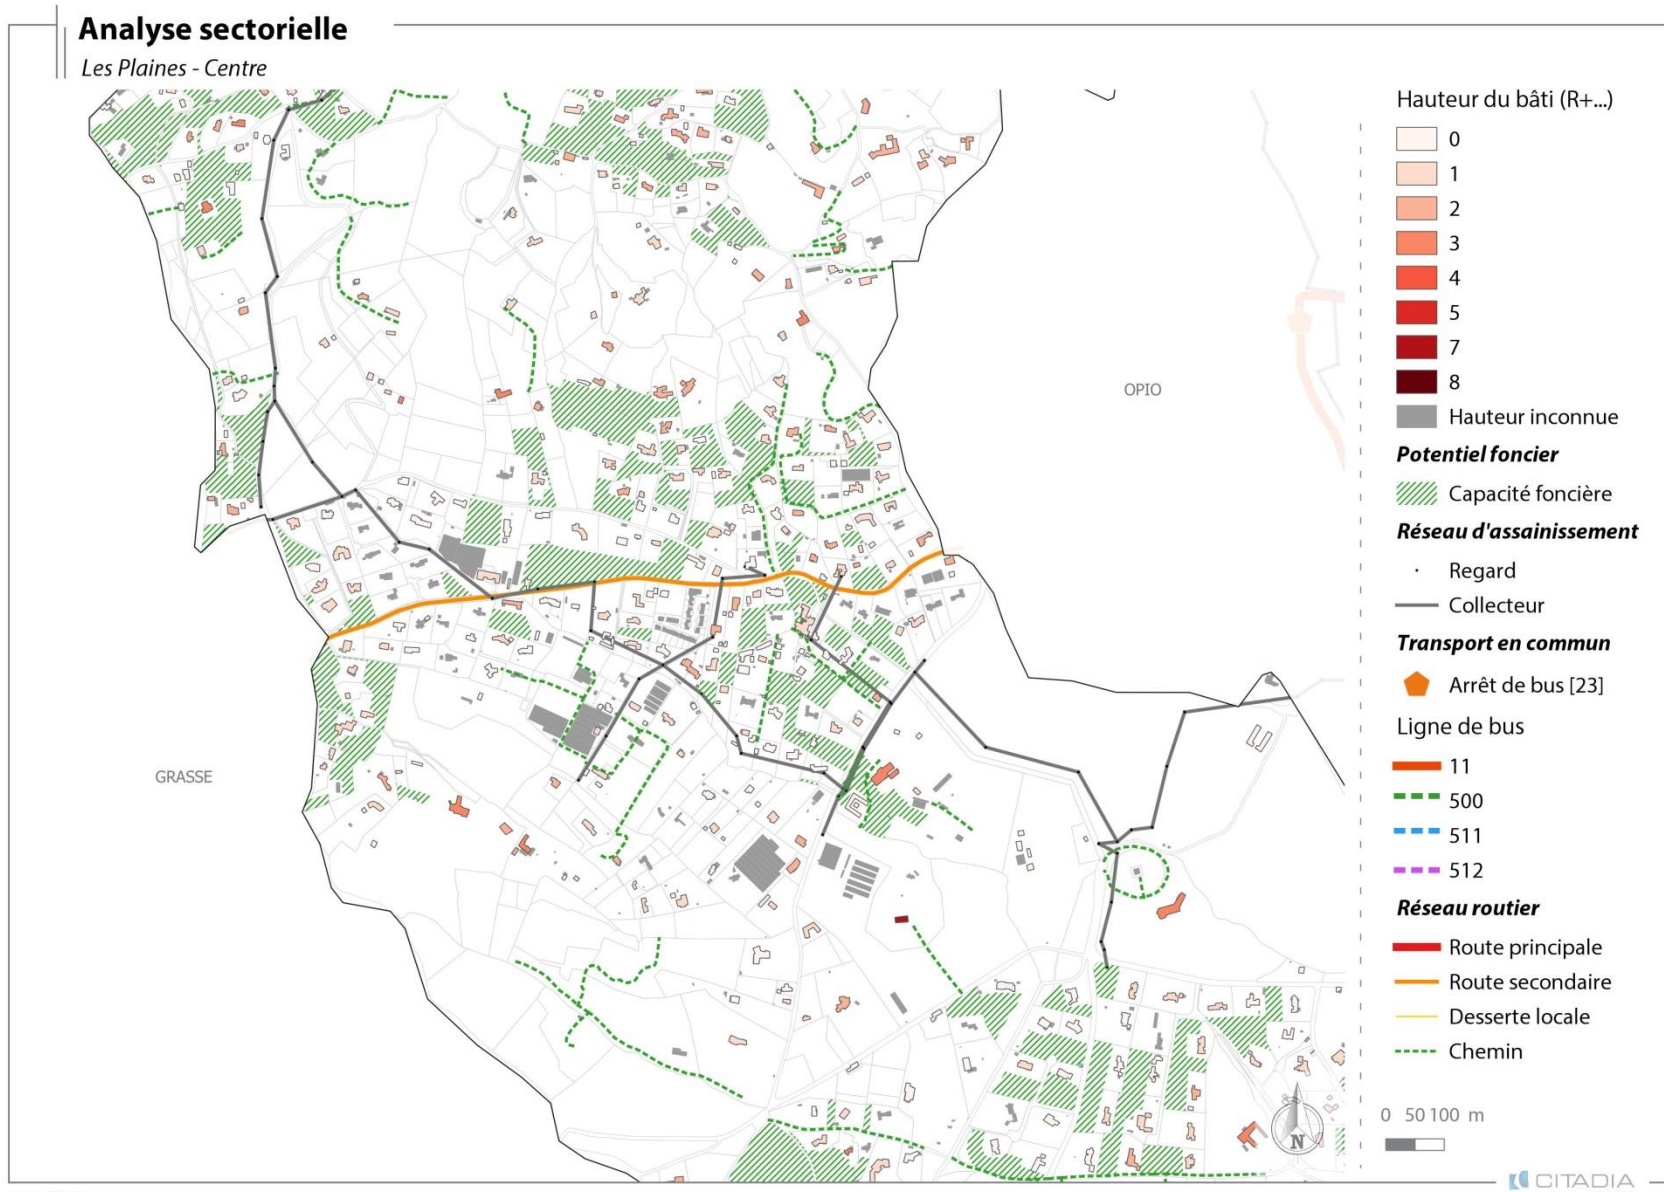 Analyse sectorielle
Les Plaines - Centre
OPIO
GRASSE
N
Hauteur du bâti (R+...)
0
1
2
3
4
5
7
8
Hauteur inconnue
Potentiel foncier
Capacité foncière
Réseau d'assainissement
Regard
Collecteur
Transport en commun
Arrêt de bus [23]
Ligne de bus
11
500
511
512
Réseau routier
Route principale
Route secondaire
Desserte locale
Chemin
0 50 100 m
CITADIA